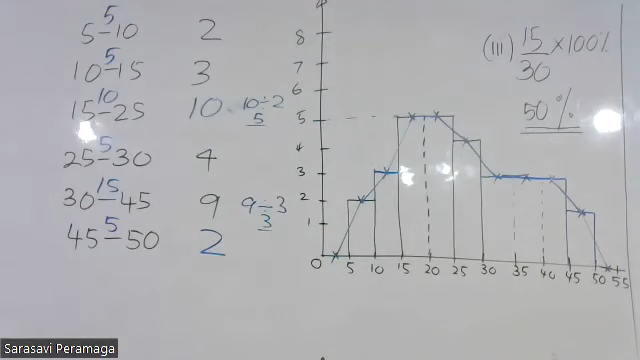 5 – 10 5 2
10 – 15 5 3
15 – 25 10 10 10÷2
5
25 – 30 5 4
30 – 45 15 9 9÷3
3
45 – 50 5 2
8
7
6
5
4
3
2
1
0 5 10 15 20 25 30 35 40 45 50 55
(iii) 15/30 ×100%
50%
Sarasavi Peramaga